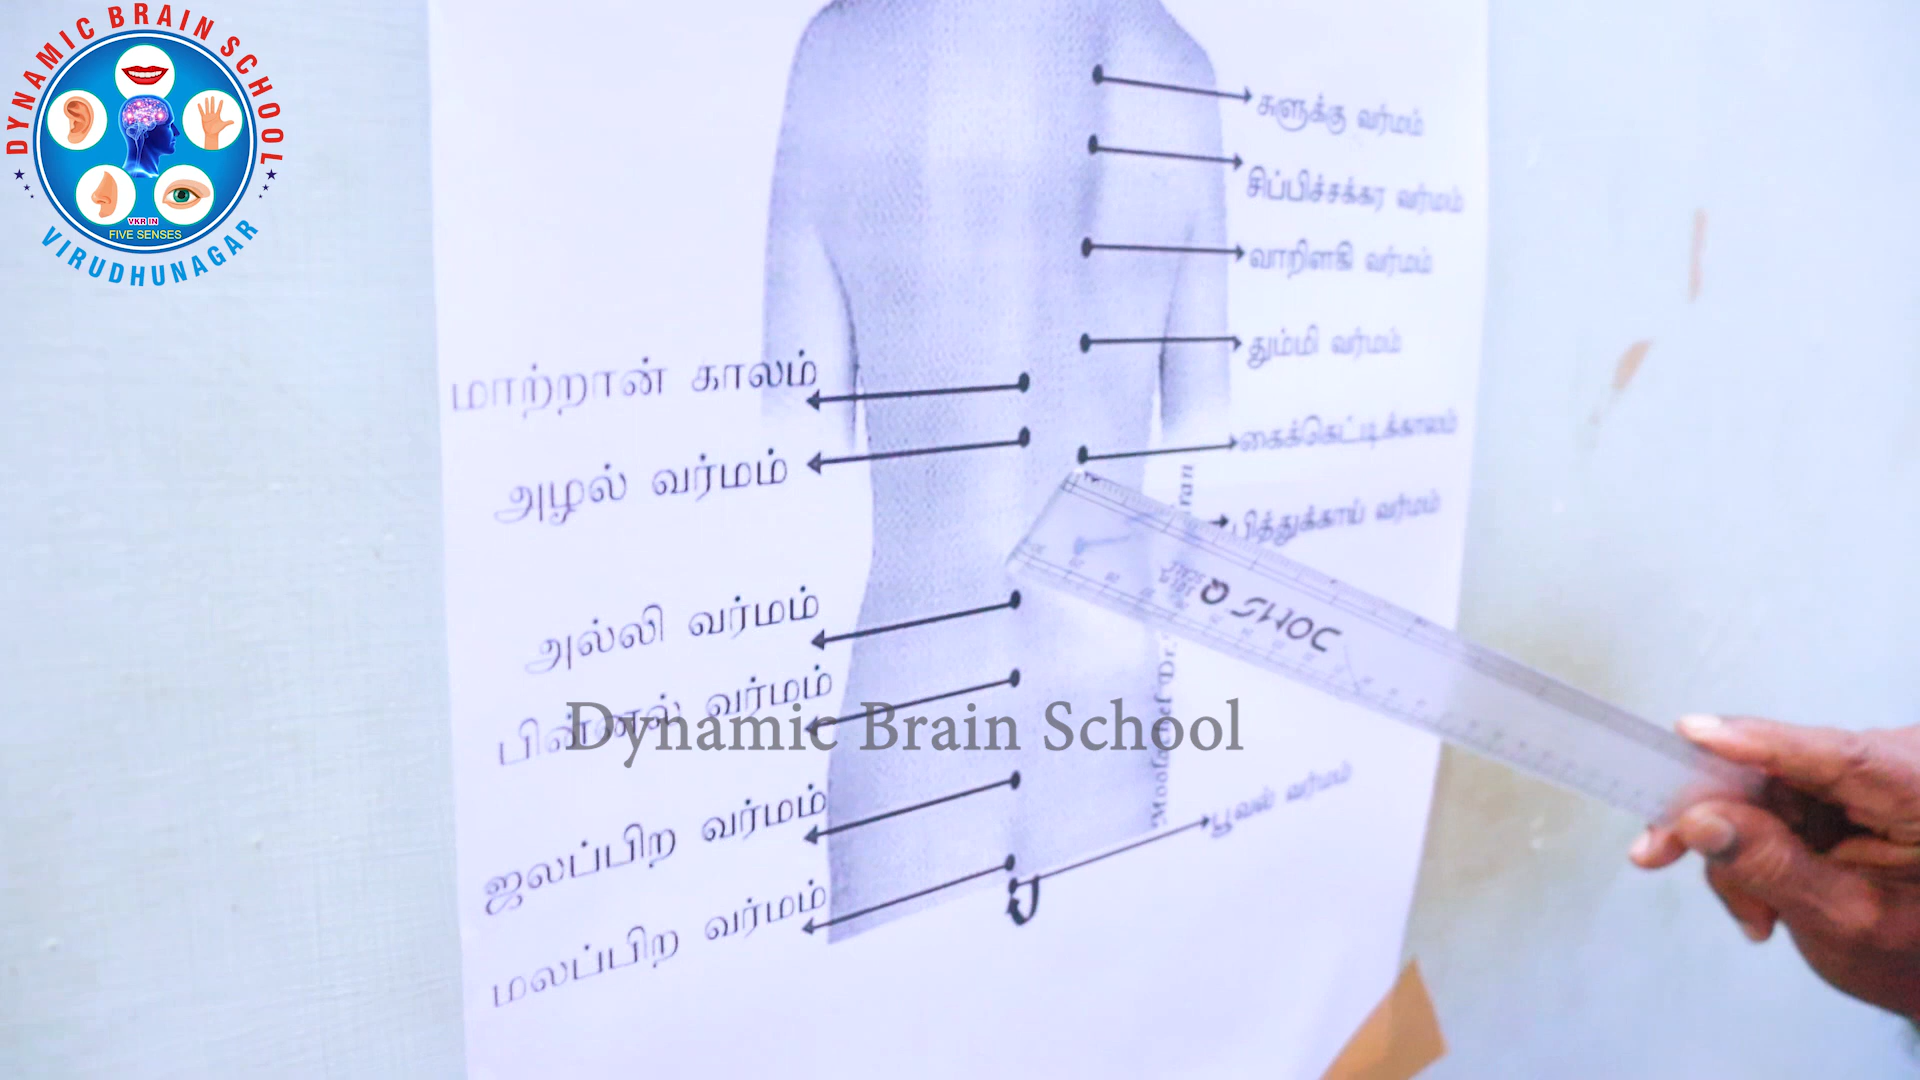 DYNAMIC BRAIN SCHOOL
VKR IN
FIVE SENSES
VIRUDHUNAGAR
சுளுக்கு வர்மம்
சிப்பிச்சக்கர வர்மம்
வாறிளகி வர்மம்
தும்மி வர்மம்
மாற்றான் காலம்
கைக்கெட்டிக்காலம்
அழல் வர்மம்
பித்துக்காய் வர்மம்
அல்லி வர்மம்
பின்னல் வர்மம்
ஜலப்பிற வர்மம்
பூவல் வர்மம்
மலப்பிற வர்மம்
DOMS Q
Dynamic Brain School